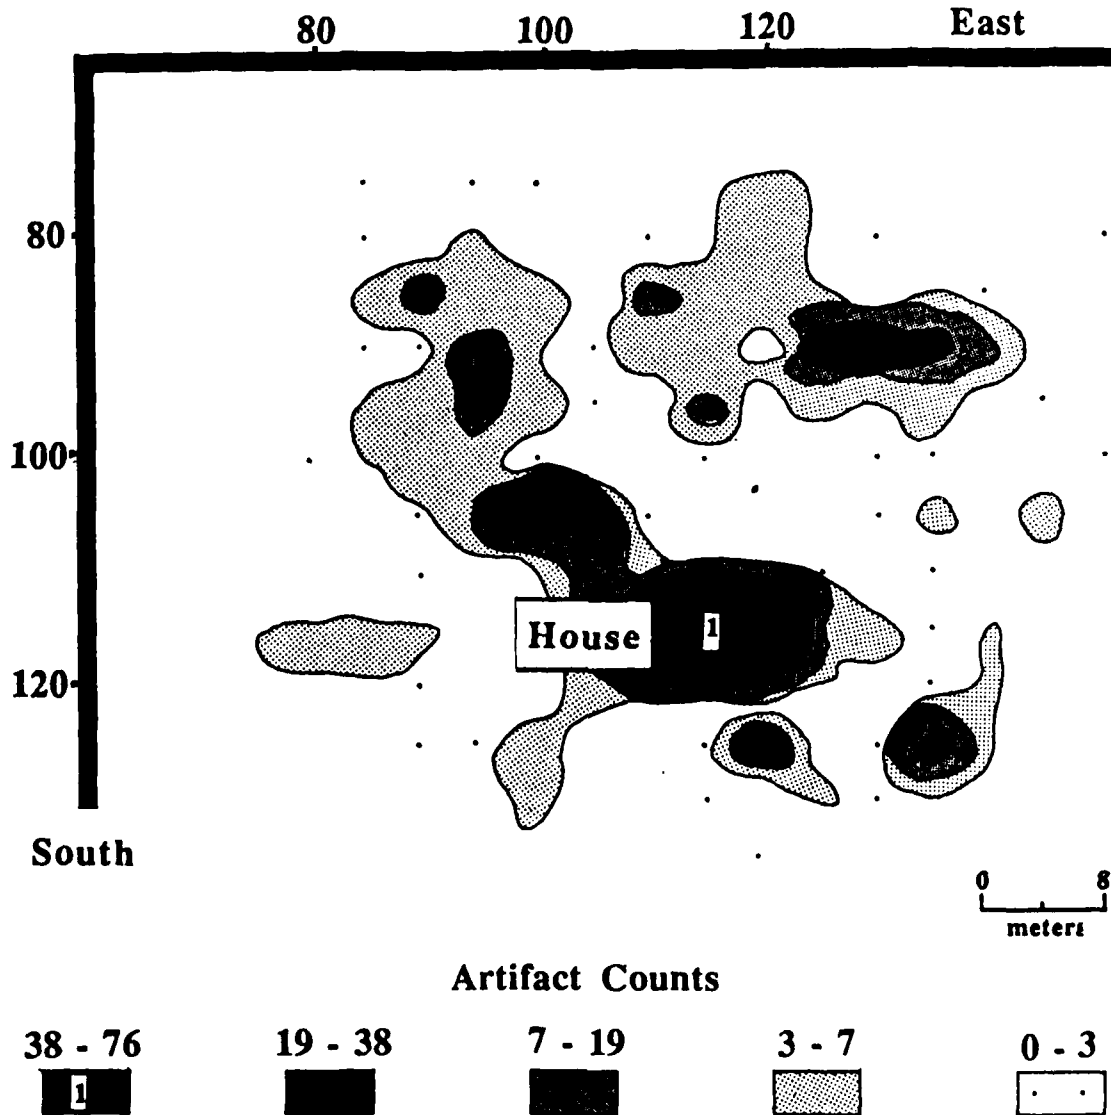 80 100 120 East
80
100
House 1
120
South
0 8
meters
Artifact Counts
38 - 76 19 - 38 7 - 19 3 - 7 0 - 3
1